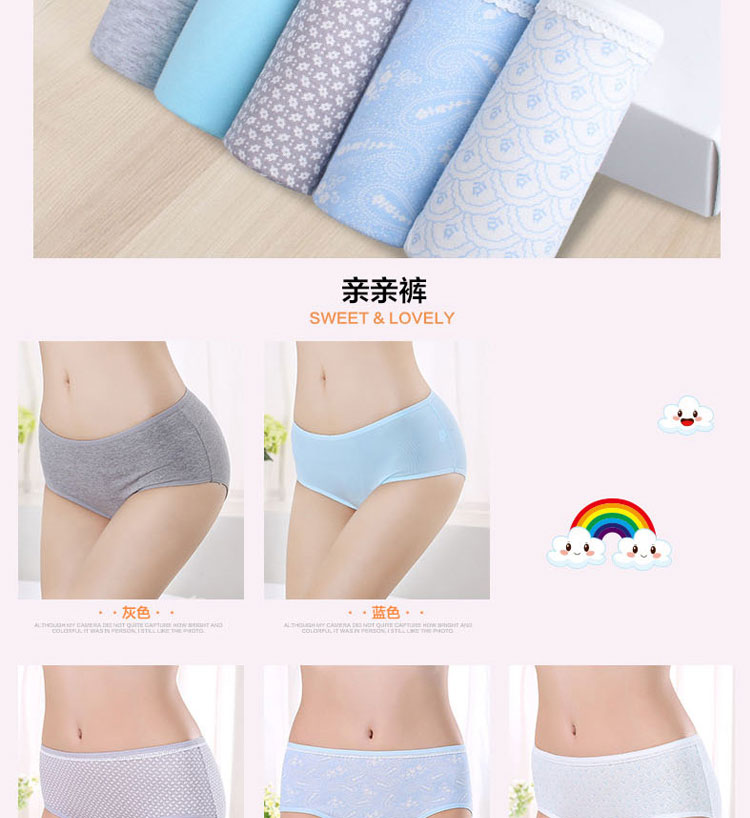 亲亲裤
SWEET & LOVELY
··灰色··
ALTHOUGH MY CAMERA DID NOT QUITE CAPTURE HOW BRIGHT AND
COLORFUL IT WAS IN PERSON, I STILL LIKE THE PHOTO.
··蓝色··
ALTHOUGH MY CAMERA DID NOT QUITE CAPTURE HOW BRIGHT AND
COLORFUL IT WAS IN PERSON, I STILL LIKE THE PHOTO.